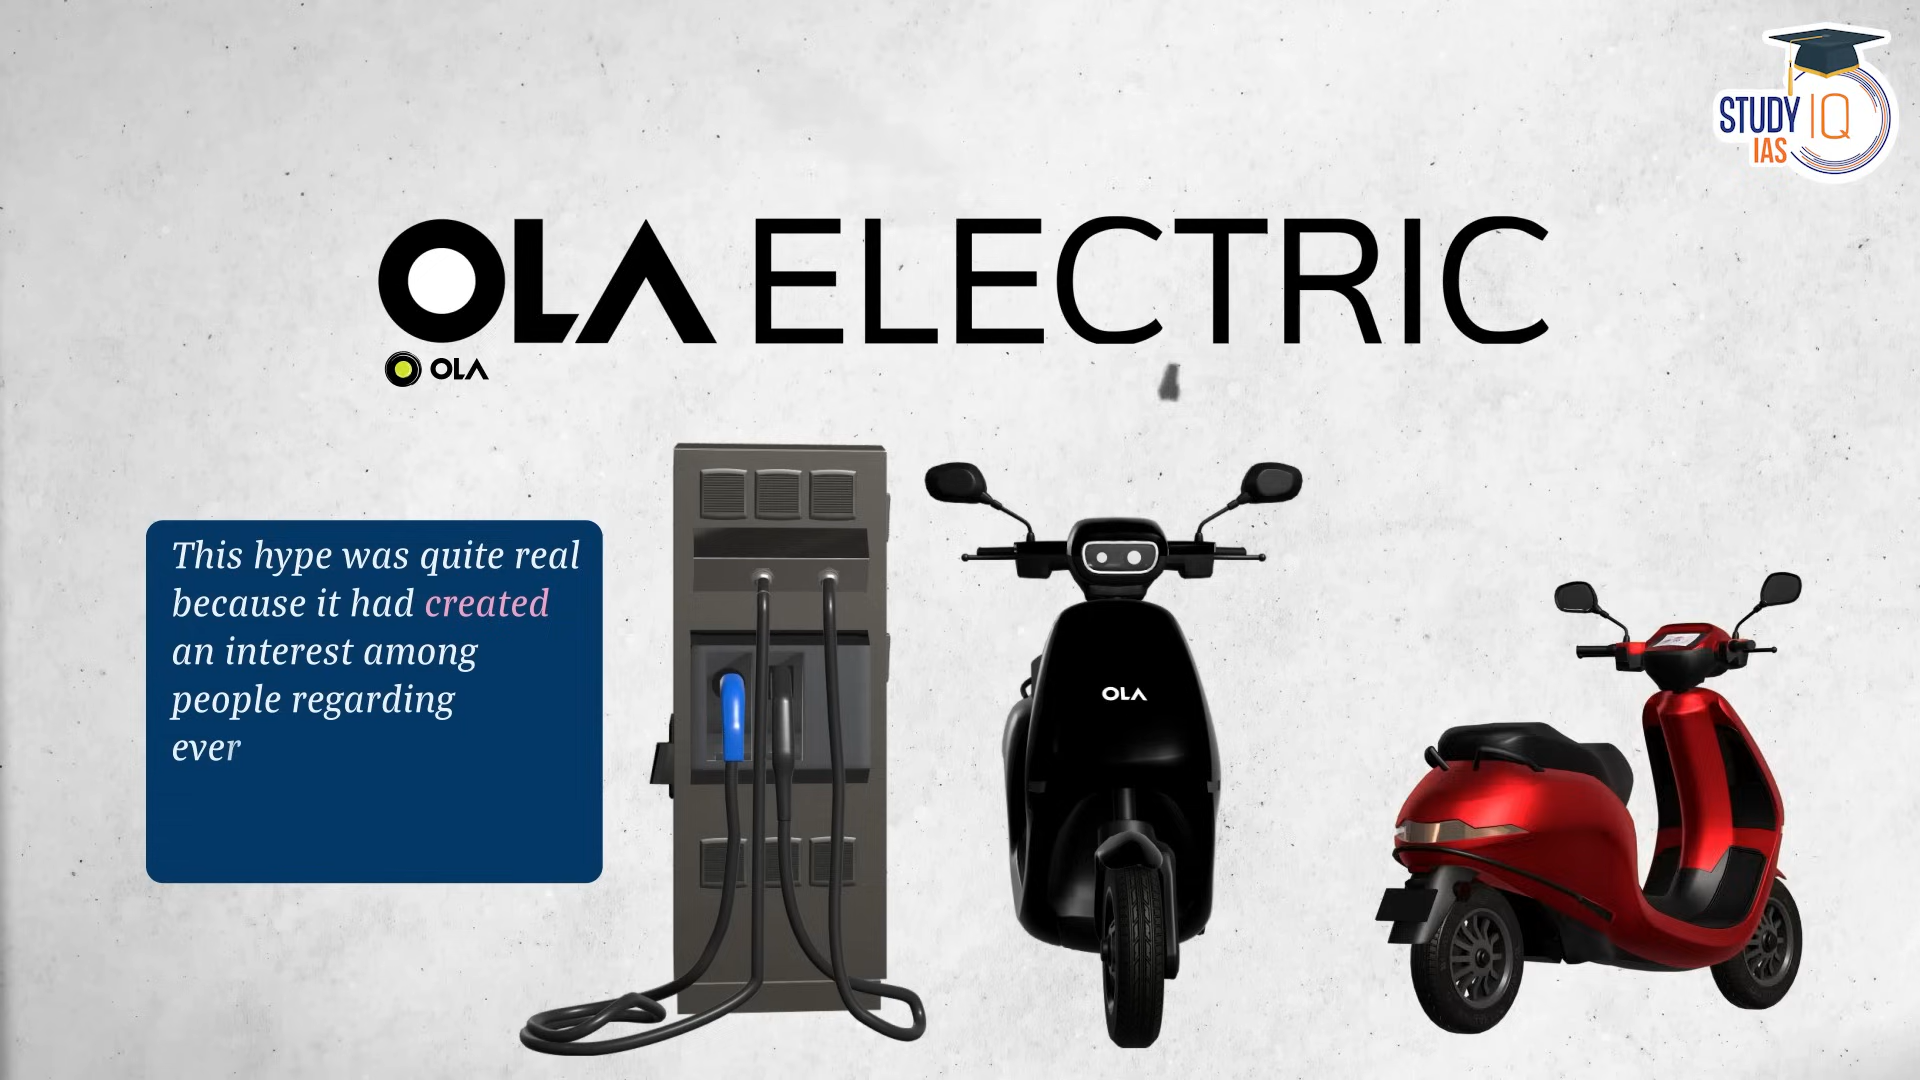 STUDY IQ
IAS
OLA ELECTRIC
OLA
This hype was quite real
because it had created
an interest among
people regarding
ever
OLA